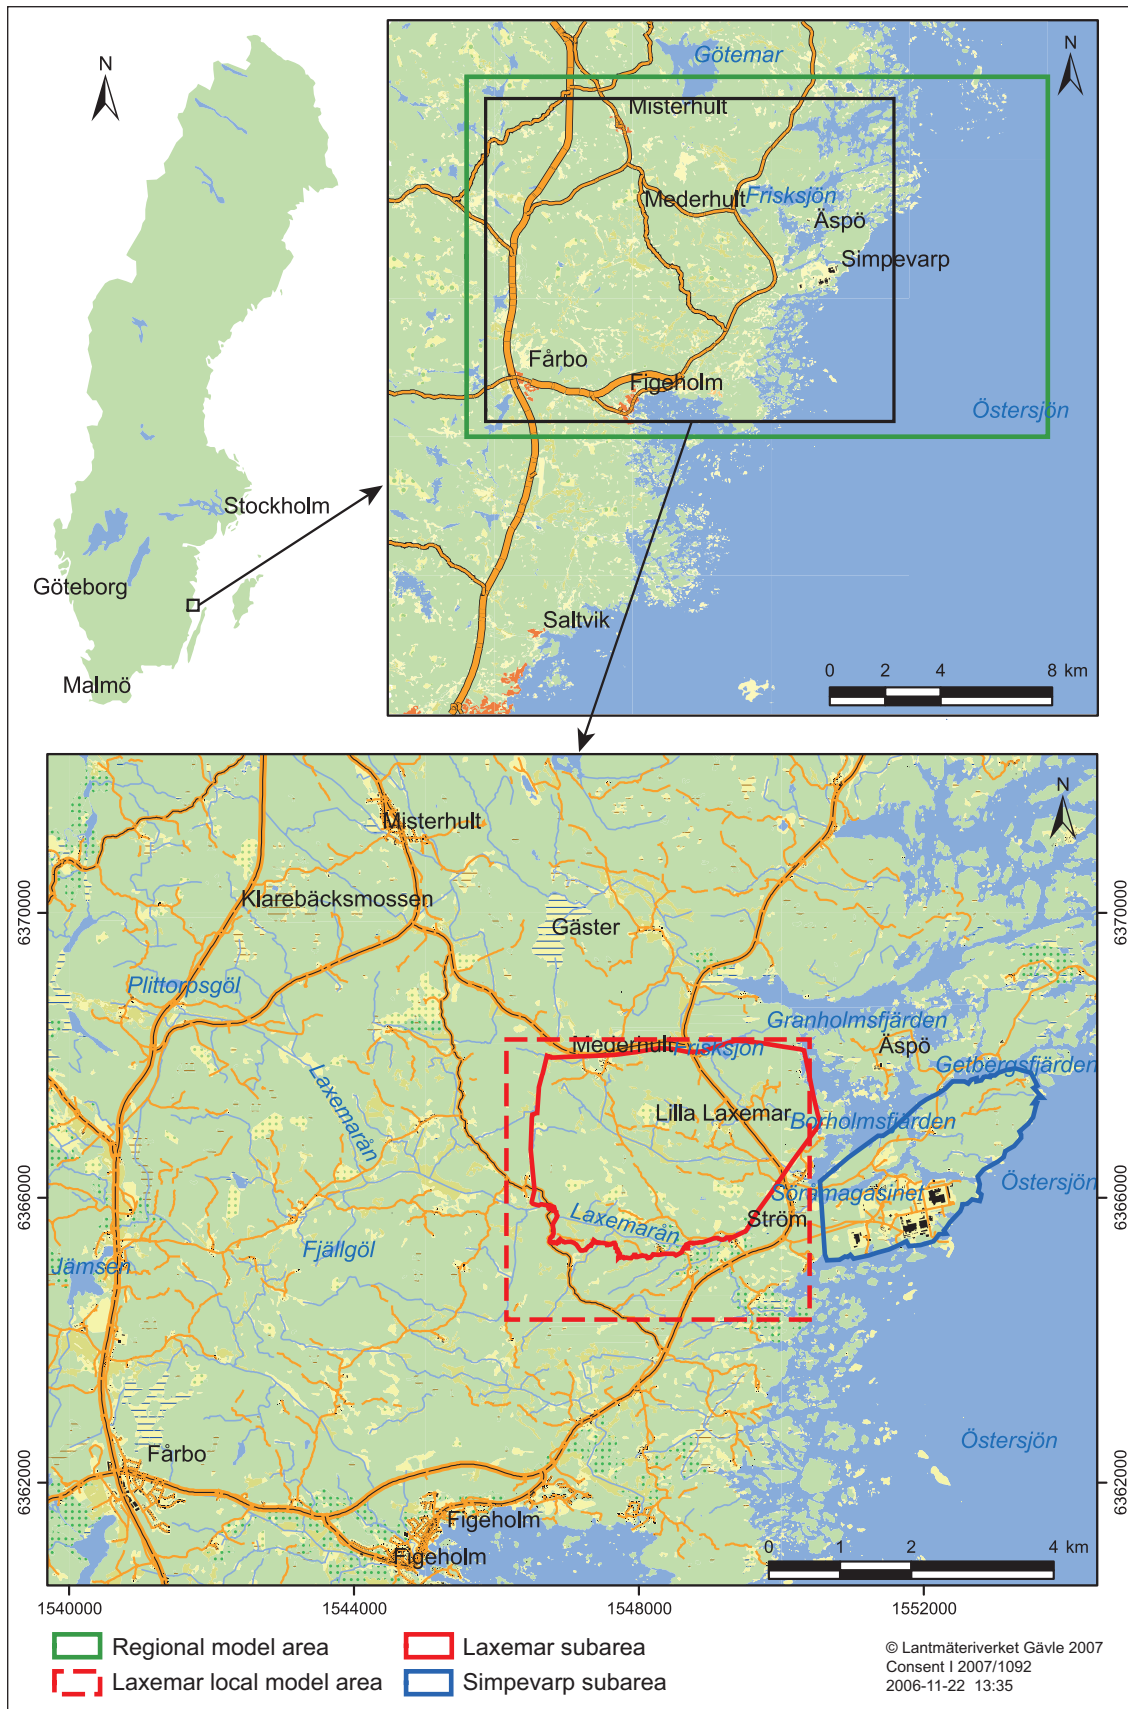 N
Stockholm
Göteborg
Malmö
N
Götemar
Misterhult
Mederhult
Frisksjön
Äspö
Simpevarp
Fårbo
Figeholm
Östersjön
Saltvik
0 2 4 8 km
N
Misterhult
Klarebäcksmossen
Gäster
Plittorpsgöl
Granholmsfjärden
Mederhult
Frisksjön
Äspö
Getbergsfjärden
Laxemarån
Lilla Laxemar
Borholmsfjärden
Söråmagasinet
Östersjön
Laxemarån
Ström
Fjällgöl
Jämsen
Fårbo
Östersjön
Figeholm
Figeholm
0 1 2 4 km
6370000
6366000
6362000
6370000
6366000
6362000
1540000 1544000 1548000 1552000
Regional model area
Laxemar local model area
Laxemar subarea
Simpevarp subarea
© Lantmäteriverket Gävle 2007
Consent I 2007/1092
2006-11-22 13:35